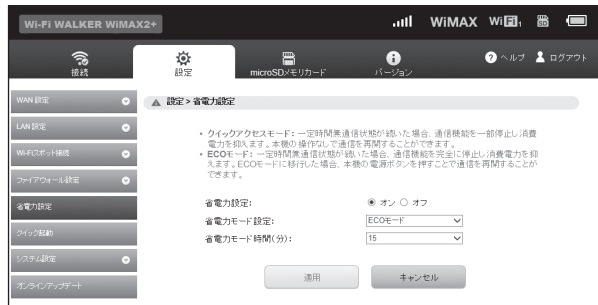 Wi-Fi WALKER WiMAX2+
WiMAX WiFi1 SD
接続
設定
microSDメモリカード
バージョン
? ヘルプ
ログアウト
WAN 設定
LAN 設定
Wi-Fiスポット接続
ファイアウォール設定
省電力設定
クイック起動
システム設定
オンラインアップデート
設定 > 省電力設定
• クイックアクセスモード: 一定時間無通信状態が続いた場合、通信機能を一部停止し消費
電力を抑えます。本機の操作なしで通信を再開することができます。
• ECOモード: 一定時間無通信状態が続いた場合、通信機能を完全に停止し消費電力を抑
えます。ECOモードに移行した場合、本機の電源ボタンを押すことで通信を再開することが
できます。
省電力設定: オン オフ
省電力モード設定: ECOモード
省電力モード時間(分): 15
適用
キャンセル